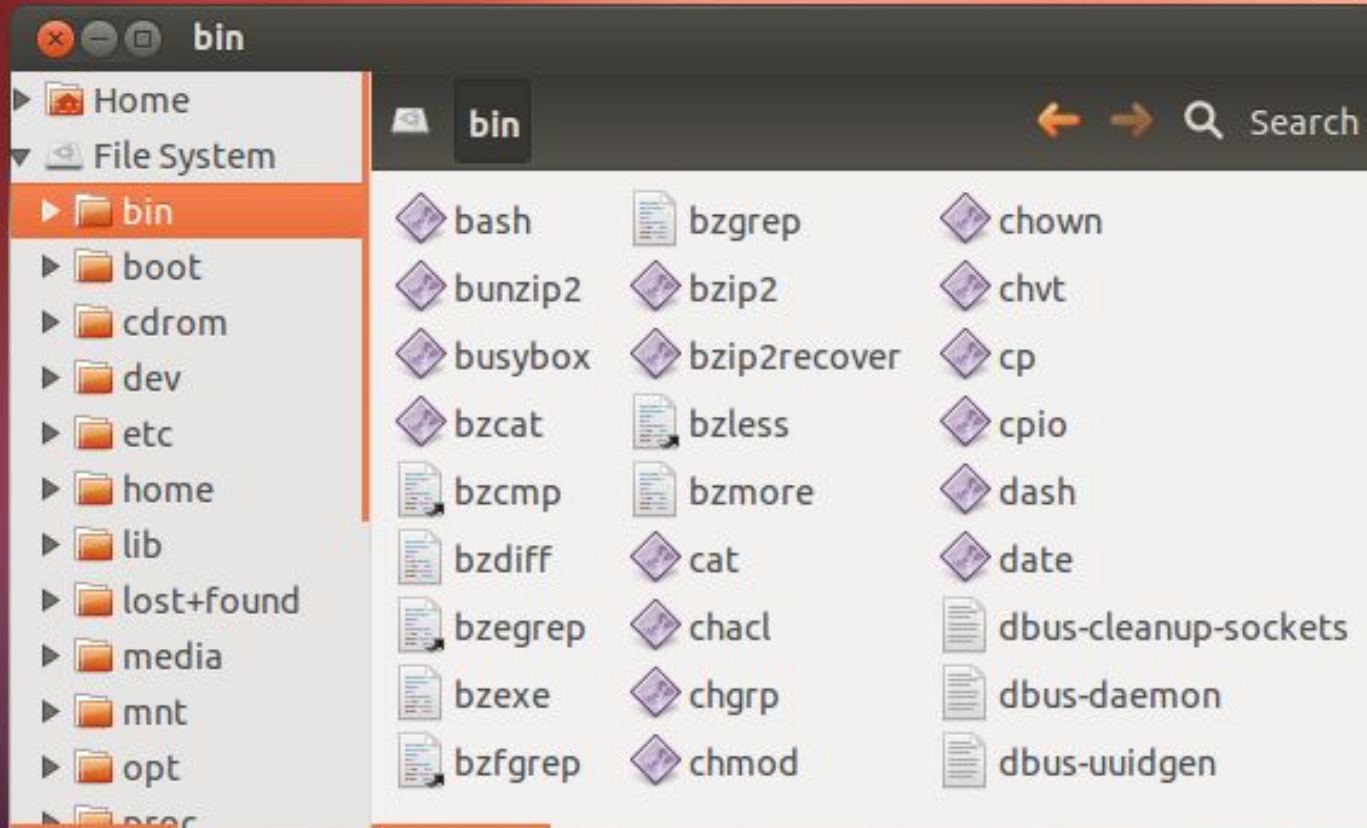 bin
Home
File System
bin
boot
cdrom
dev
etc
home
lib
lost+found
media
mnt
opt
proc
bin
Search
bash
bunzip2
busybox
bzcat
bzcmp
bzdiff
bzegrep
bzexe
bzfgrep
bzgrep
bzip2
bzip2recover
bzless
bzmore
cat
chacl
chgrp
chmod
chown
chvt
cp
cpio
dash
date
dbus-cleanup-sockets
dbus-daemon
dbus-uuidgen